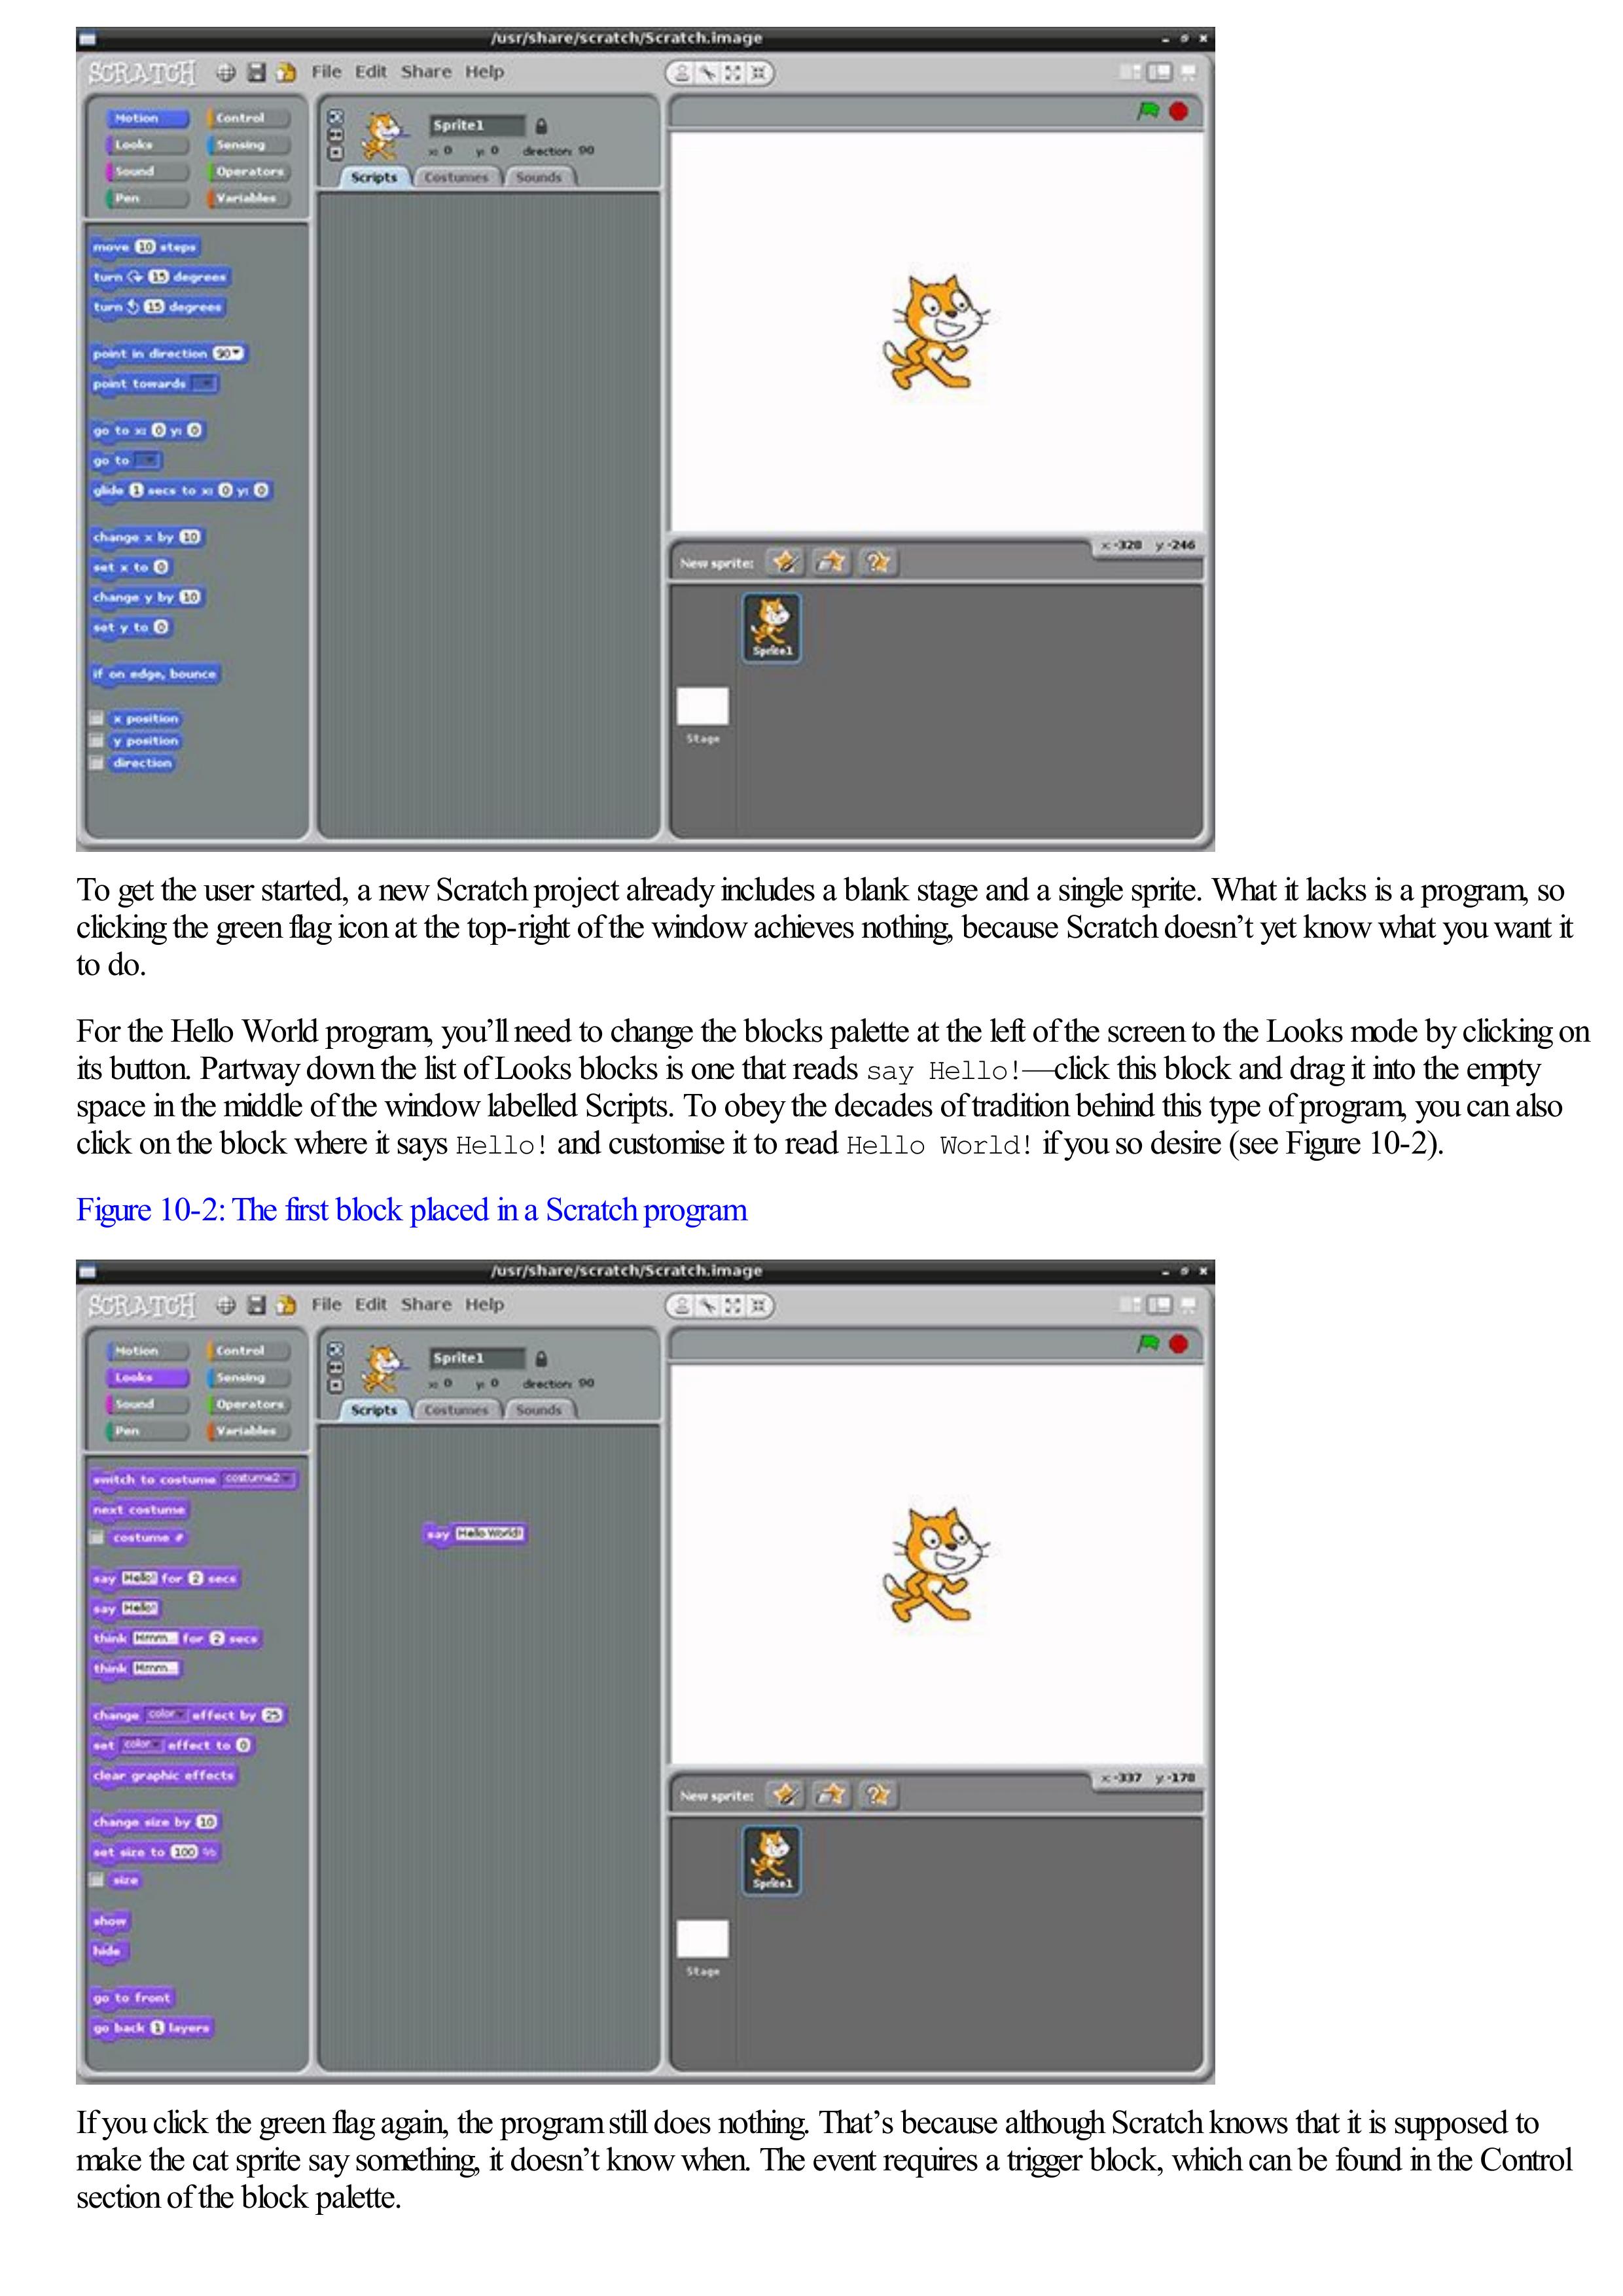 /usr/share/scratch/Scratch.image
SCRATCH File Edit Share Help
Motion Control
Looks Sensing
Sound Operators
Pen Variables
Sprite1
x: 0 y: 0 direction: 90
Scripts Costumes Sounds
move 10 steps
turn 15 degrees
turn 15 degrees
point in direction 90
point towards
go to x: 0 y: 0
go to
glide 1 secs to x: 0 y: 0
change x by 10
set x to 0
change y by 10
set y to 0
if on edge, bounce
x position
y position
direction
x: -328 y: -246
New sprite:
Sprite1
Stage
To get the user started, a new Scratch project already includes a blank stage and a single sprite. What it lacks is a program, so
clicking the green flag icon at the top-right of the window achieves nothing, because Scratch doesn’t yet know what you want it
to do.
For the Hello World program, you’ll need to change the blocks palette at the left of the screen to the Looks mode by clicking on
its button. Partway down the list of Looks blocks is one that reads say Hello!—click this block and drag it into the empty
space in the middle of the window labelled Scripts. To obey the decades of tradition behind this type of program, you can also
click on the block where it says Hello! and customise it to read Hello World! if you so desire (see Figure 10-2).
Figure 10-2: The first block placed in a Scratch program
/usr/share/scratch/Scratch.image
SCRATCH File Edit Share Help
Motion Control
Looks Sensing
Sound Operators
Pen Variables
Sprite1
x: 0 y: 0 direction: 90
Scripts Costumes Sounds
switch to costume costume2
next costume
costume #
say Hello! for 2 secs
say Hello!
think Hmm... for 2 secs
think Hmm...
change color effect by 25
set color effect to 0
clear graphic effects
change size by 10
set size to 100 %
size
show
hide
go to front
go back 1 layers
say Hello World!
x: -337 y: -178
New sprite:
Sprite1
Stage
If you click the green flag again, the program still does nothing. That’s because although Scratch knows that it is supposed to
make the cat sprite say something, it doesn’t know when. The event requires a trigger block, which can be found in the Control
section of the block palette.